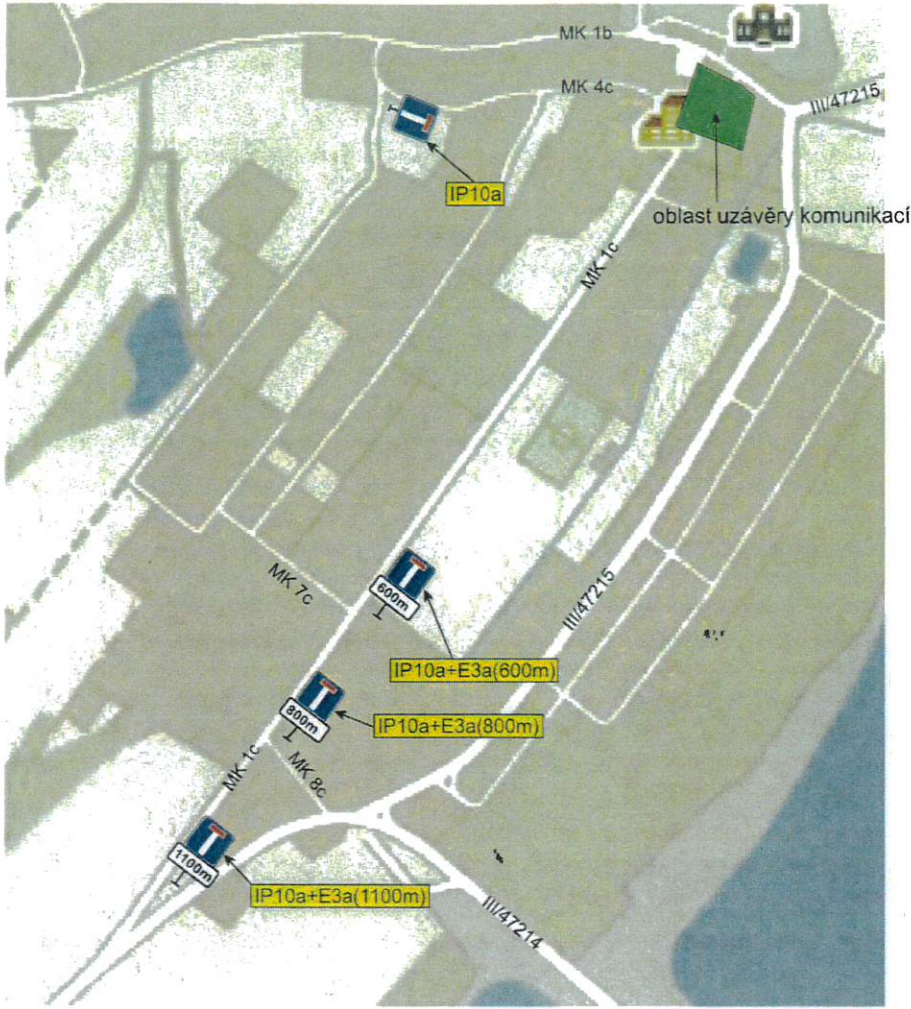 MK 1b
MK 4c
III/47215
IP10a
oblast uzávěry komunikací
MK 1c
MK 7c
600m
III/47215
IP10a+E3a(600m)
800m
IP10a+E3a(800m)
MK 1c
MK 8c
1100m
IP10a+E3a(1100m)
III/47214